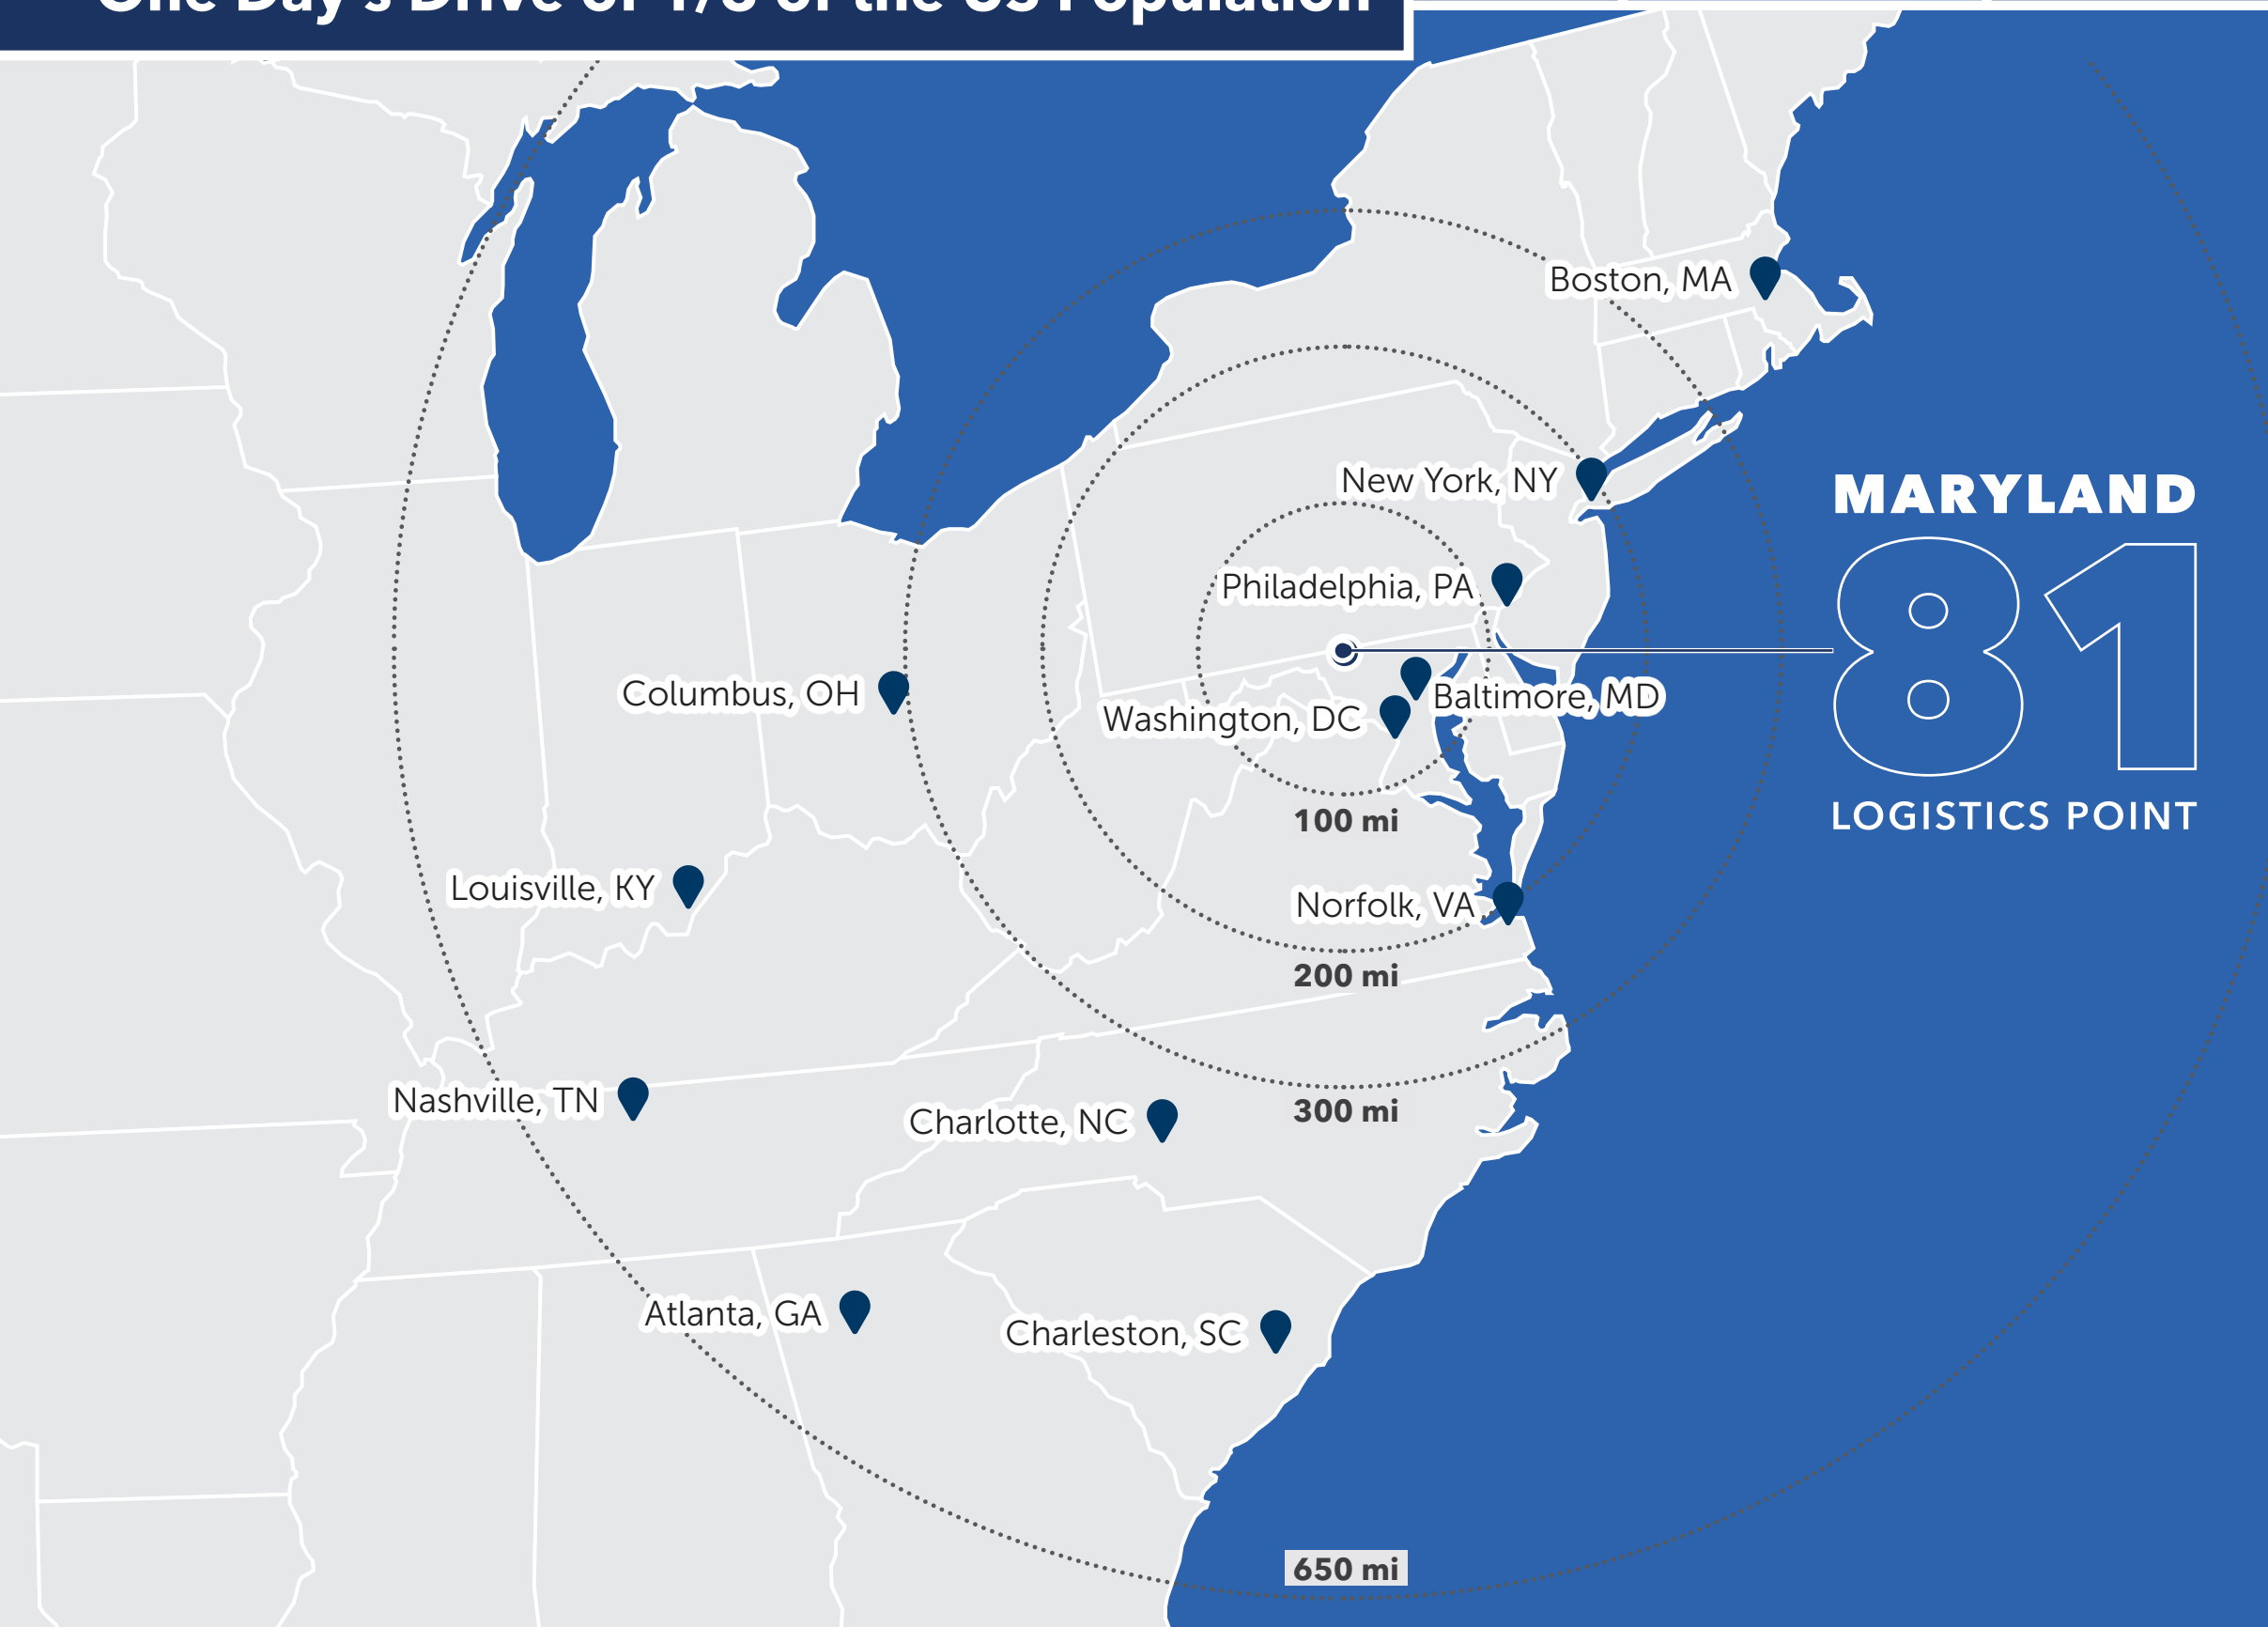 One Day's Drive of 1/3 of the US Population
Boston, MA
New York, NY
MARYLAND
81
LOGISTICS POINT
Philadelphia, PA
Columbus, OH
Baltimore, MD
Washington, DC
100 mi
Louisville, KY
Norfolk, VA
200 mi
Nashville, TN
Charlotte, NC
300 mi
Atlanta, GA
Charleston, SC
650 mi